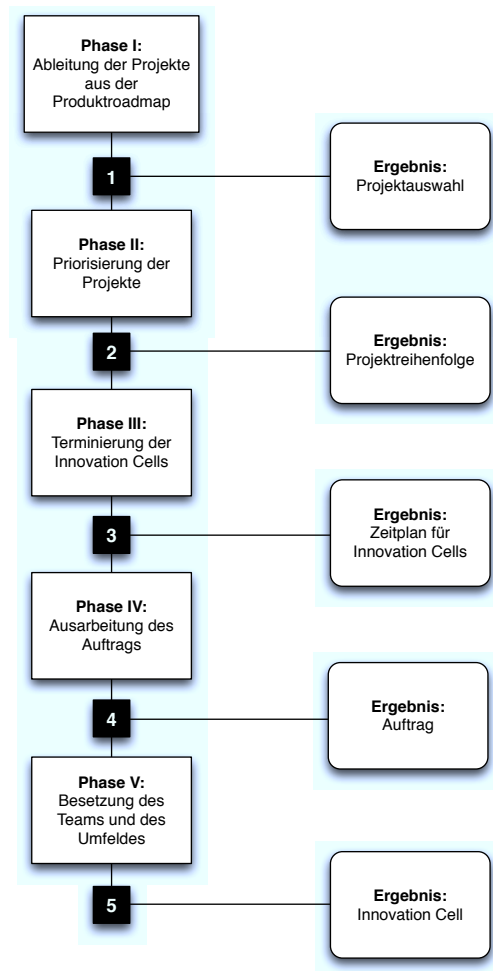 Phase I:
Ableitung der Projekte
aus der
Produktroadmap
1
Ergebnis:
Projektauswahl
Phase II:
Priorisierung der
Projekte
2
Ergebnis:
Projektreihenfolge
Phase III:
Terminierung der
Innovation Cells
3
Ergebnis:
Zeitplan für
Innovation Cells
Phase IV:
Ausarbeitung des
Auftrags
4
Ergebnis:
Auftrag
Phase V:
Besetzung des
Teams und des
Umfeldes
5
Ergebnis:
Innovation Cell